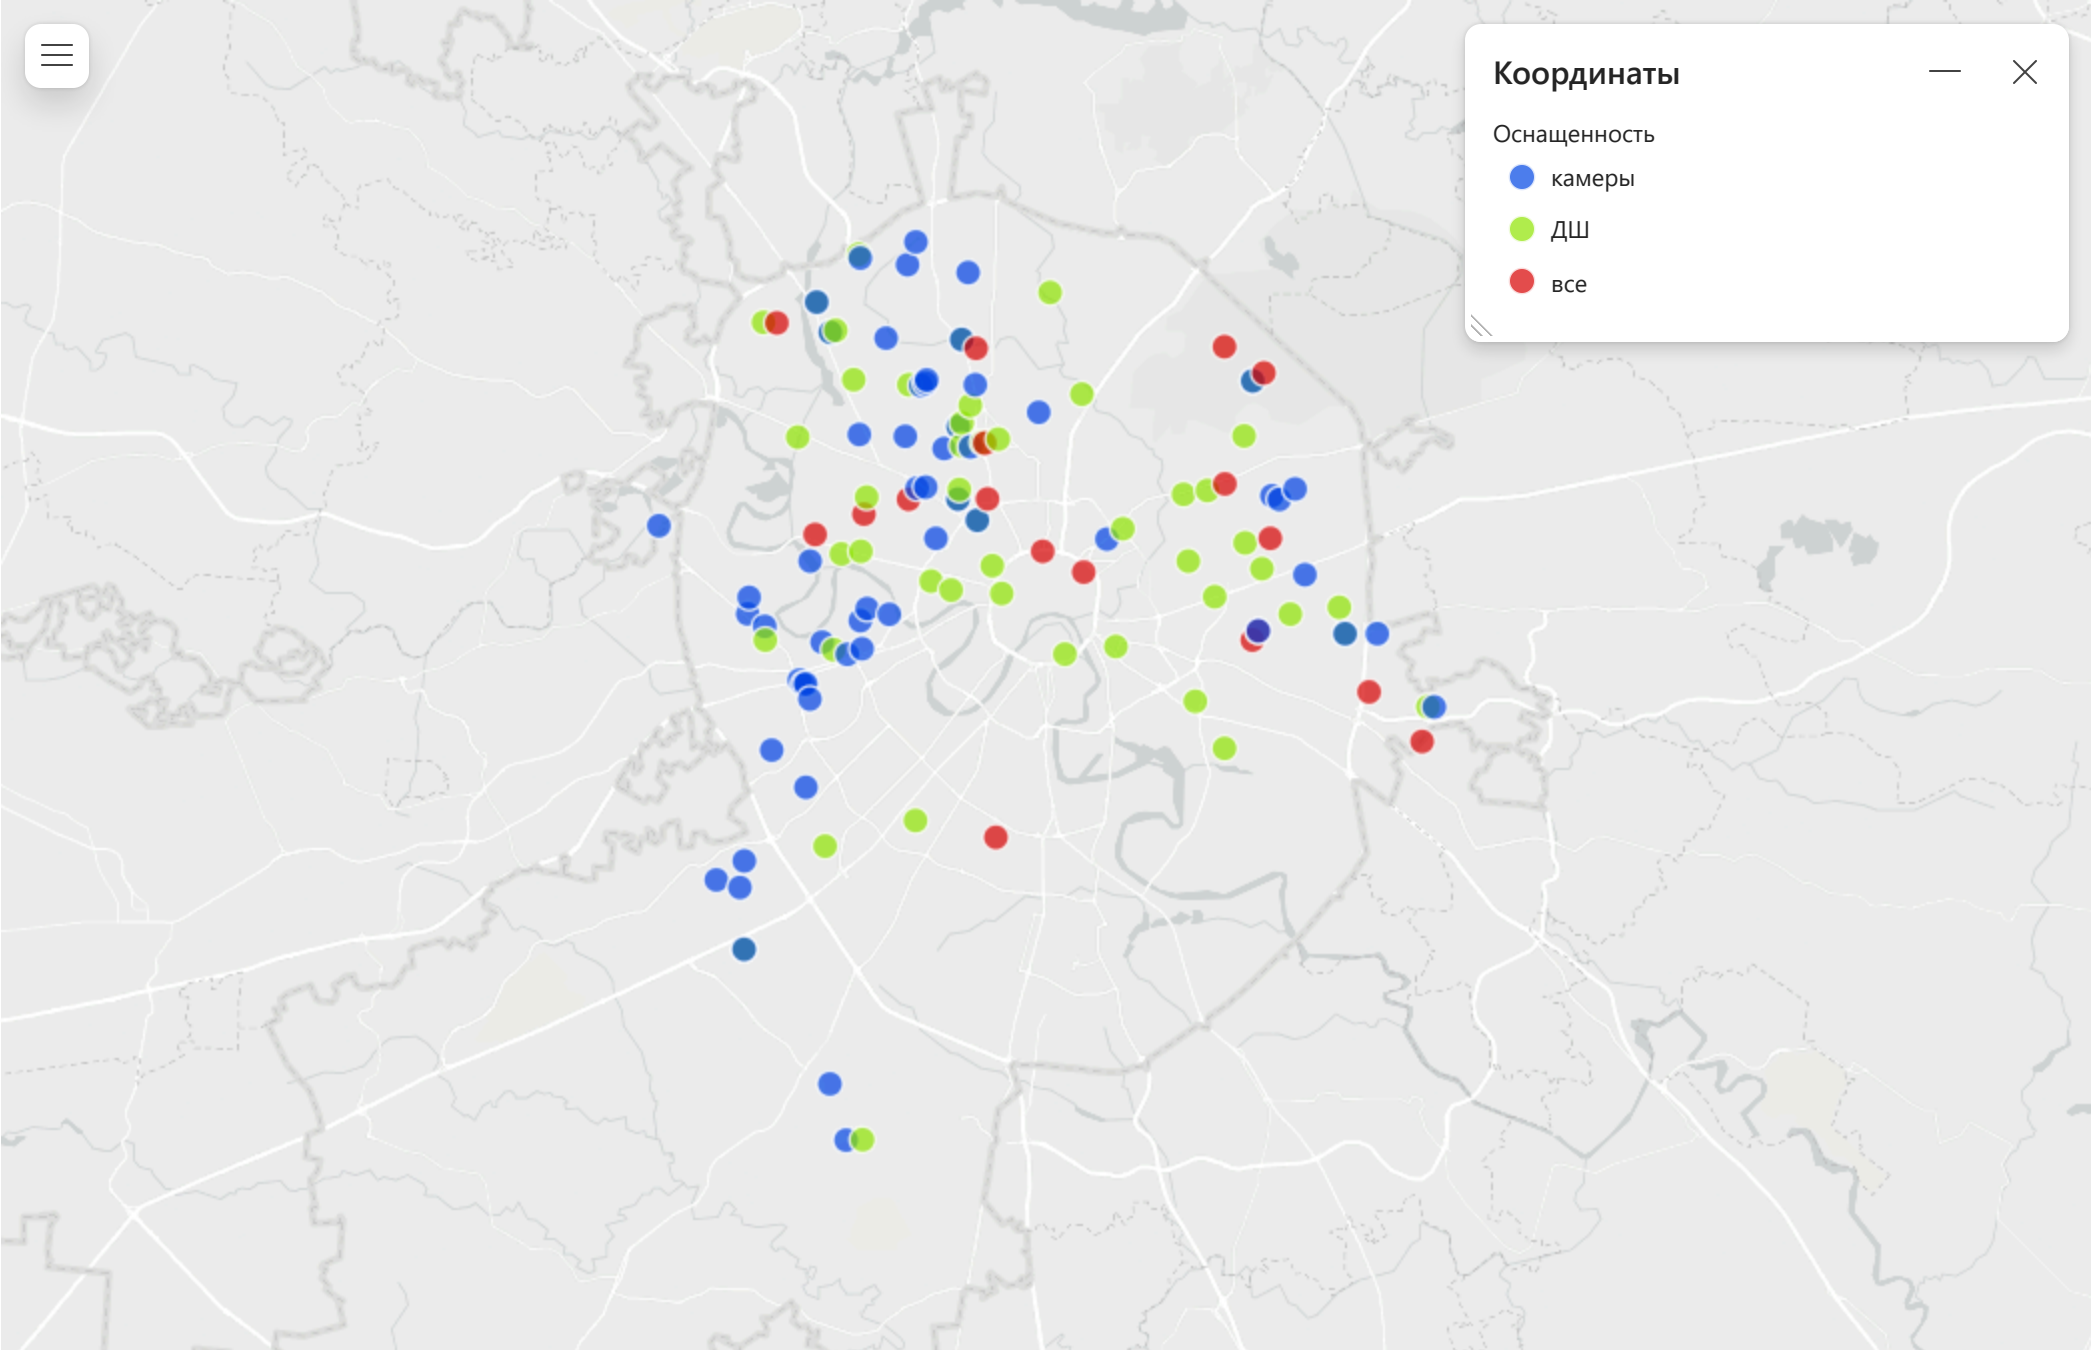 Координаты
Оснащенность
камеры
ДШ
все